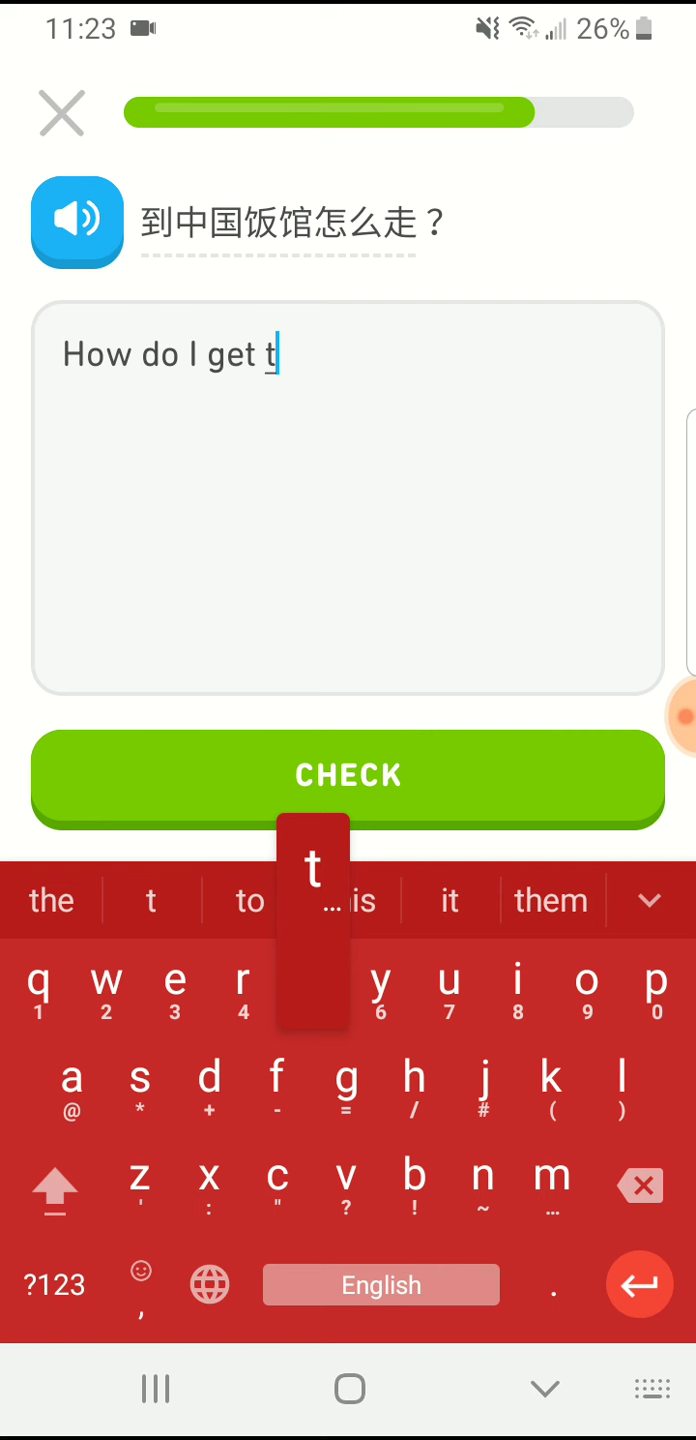 11:23 26%
到中国饭馆怎么走？
How do I get t
CHECK
t
the t to ...is it them
q w e r y u i o p
1 2 3 4 6 7 8 9 0
a s d f g h j k l
@ * + - = / # ( )
z x c v b n m
' : " ? ! ~ ...
?123 , English .